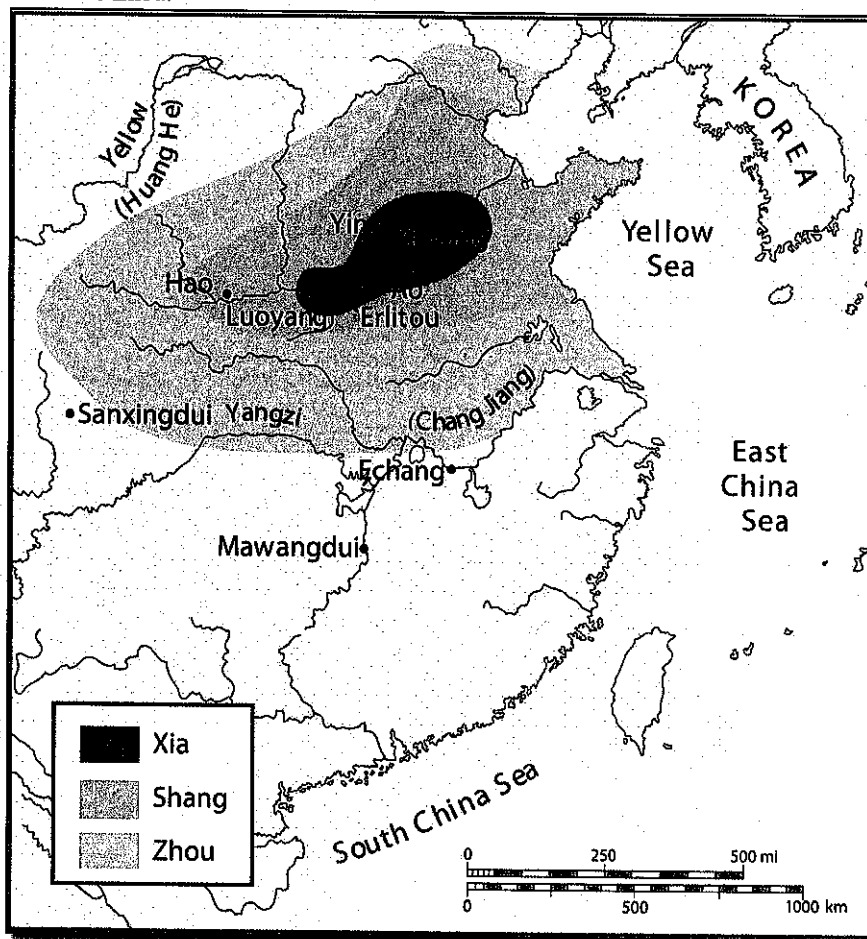 Yellow
(Huang He)
KOREA
Yellow
Sea
Hao
Luoyang
Erlitou
Sanxingdui
Yangzi
(Chang Jiang)
Echang
East
China
Sea
Mawangdui
Xia
Shang
Zhou
South China Sea
0 250 500 mi
0 500 1000 km